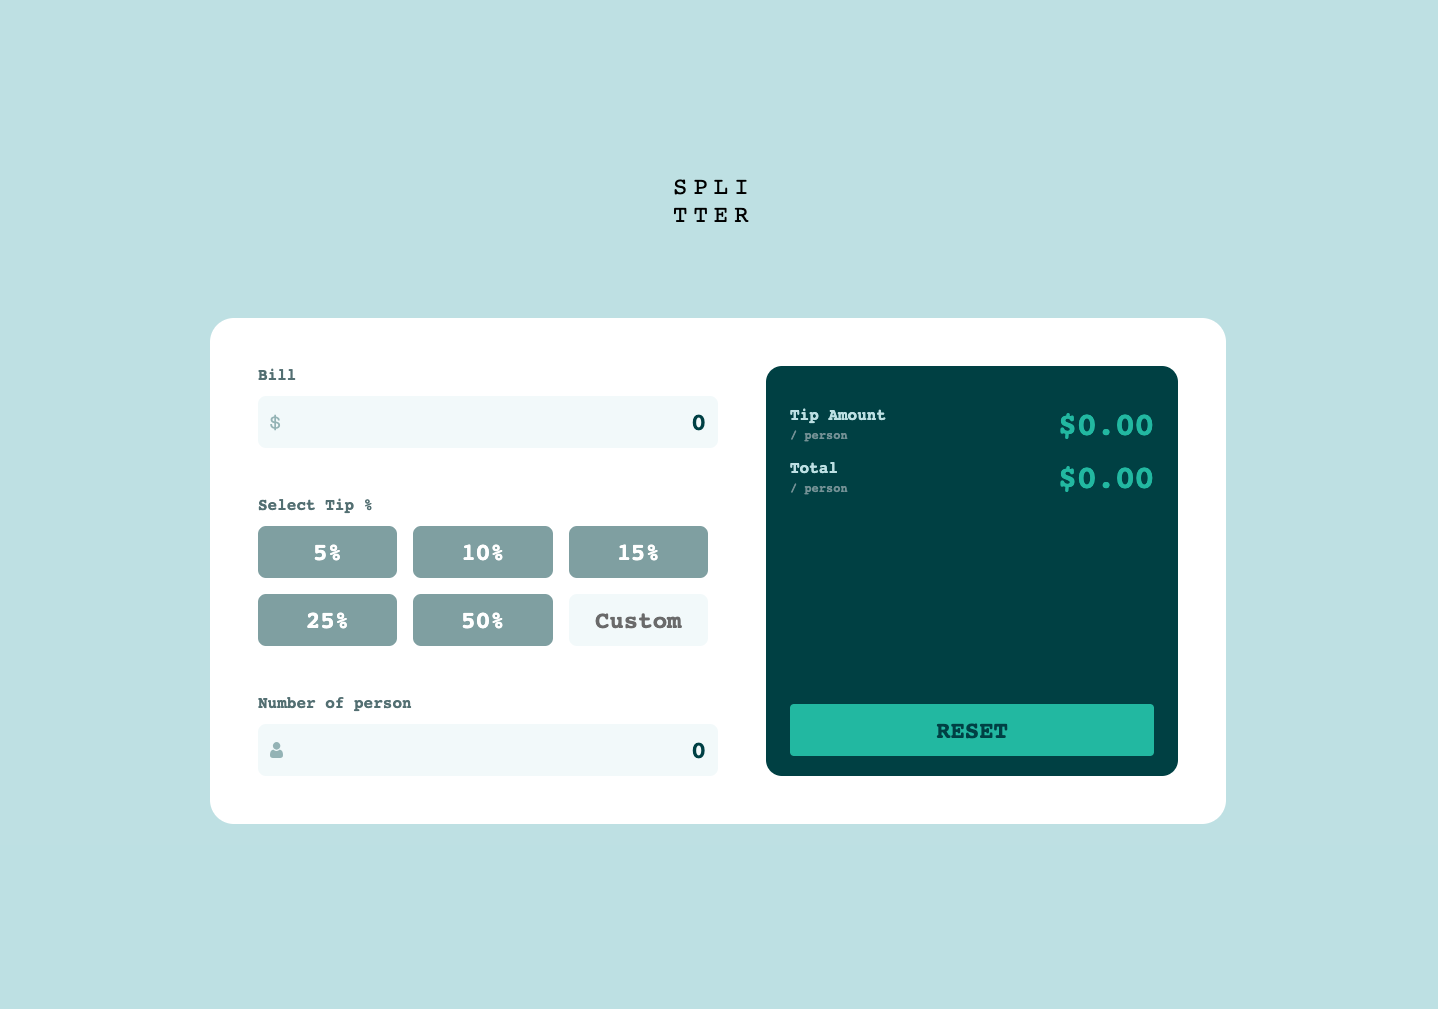 SPLI
TTER
Bill
$ 0
Select Tip %
5% 10% 15%
25% 50% Custom
Number of person
0
Tip Amount
/ person
$0.00
Total
/ person
$0.00
RESET